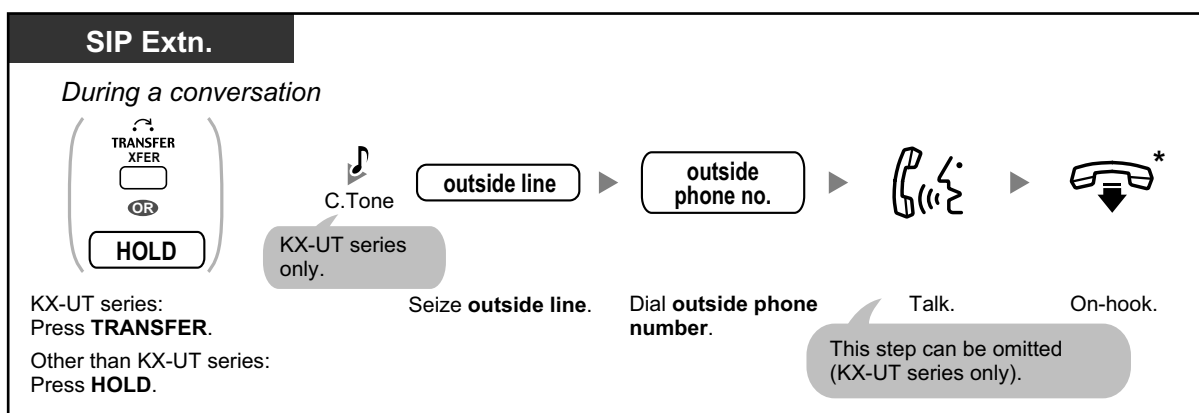 SIP Extn.
During a conversation
TRANSFER
XFER
OR
HOLD
KX-UT series:
Press TRANSFER.
Other than KX-UT series:
Press HOLD.
C.Tone
KX-UT series
only.
outside line
Seize outside line.
outside
phone no.
Dial outside phone
number.
Talk.
This step can be omitted
(KX-UT series only).
*
On-hook.